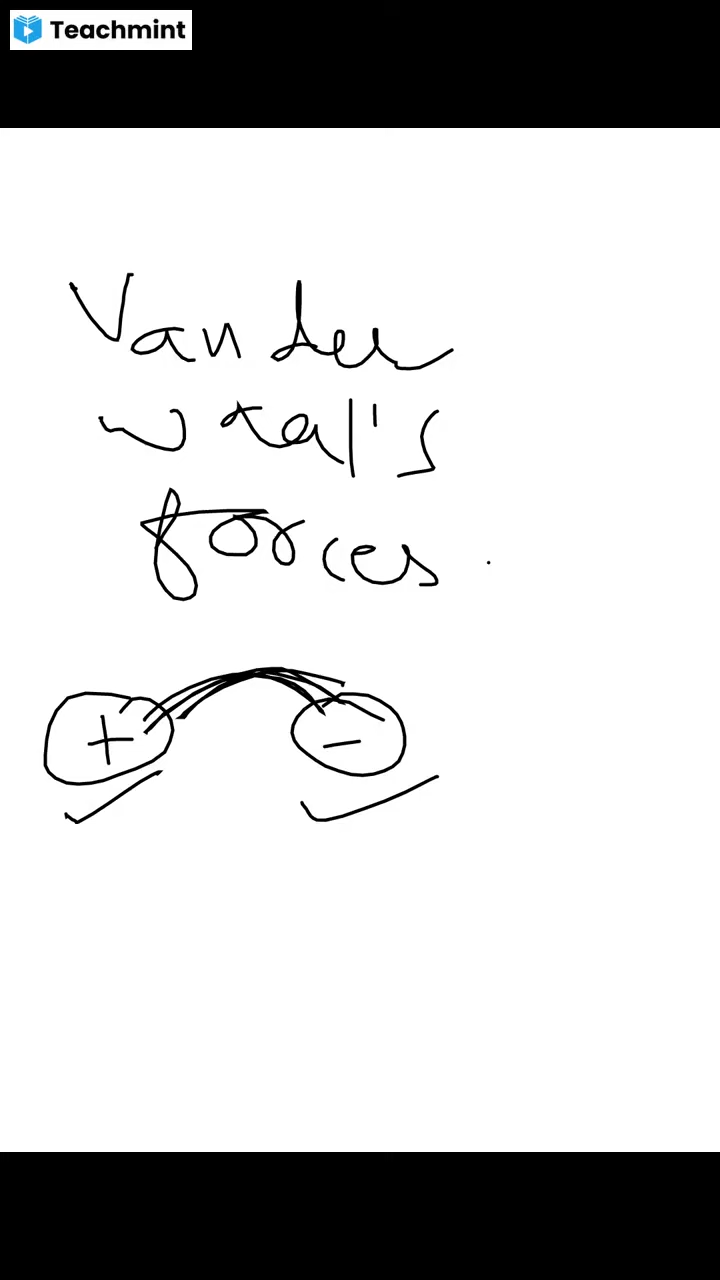 Teachmint
Van der
waal's
forces.
+ −